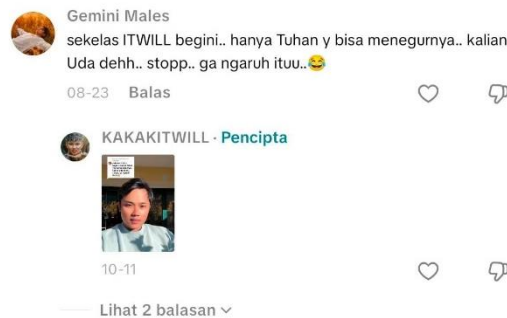 Gemini Males
sekelas ITWILL begini.. hanya Tuhan y bisa menegurnya.. kalian
Uda dehh.. stopp.. ga ngaruh ituu..😂
08-23 Balas
KAKAKITWILL · Pencipta
10-11
Lihat 2 balasan